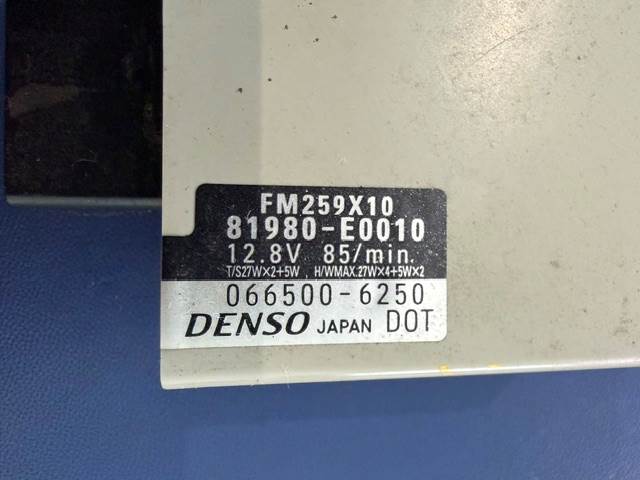 FM259X10
81980-E0010
12.8V 85/min.
T/S27W×2+5W , H/WMAX.27W×4+5W×2
066500-6250
DENSO JAPAN DOT